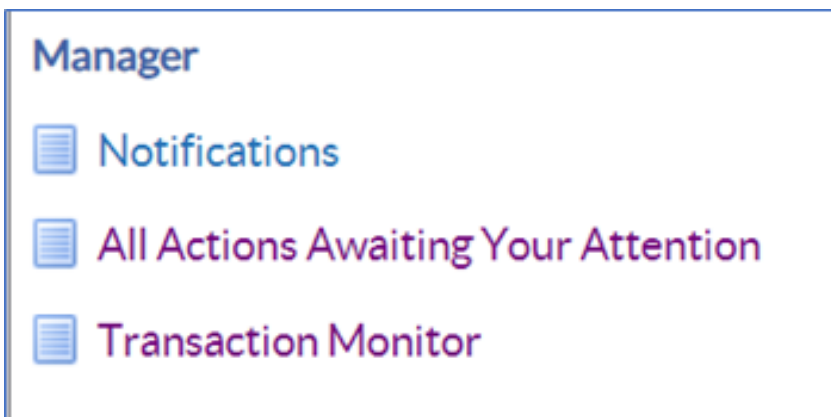 Manager
Notifications
All Actions Awaiting Your Attention
Transaction Monitor